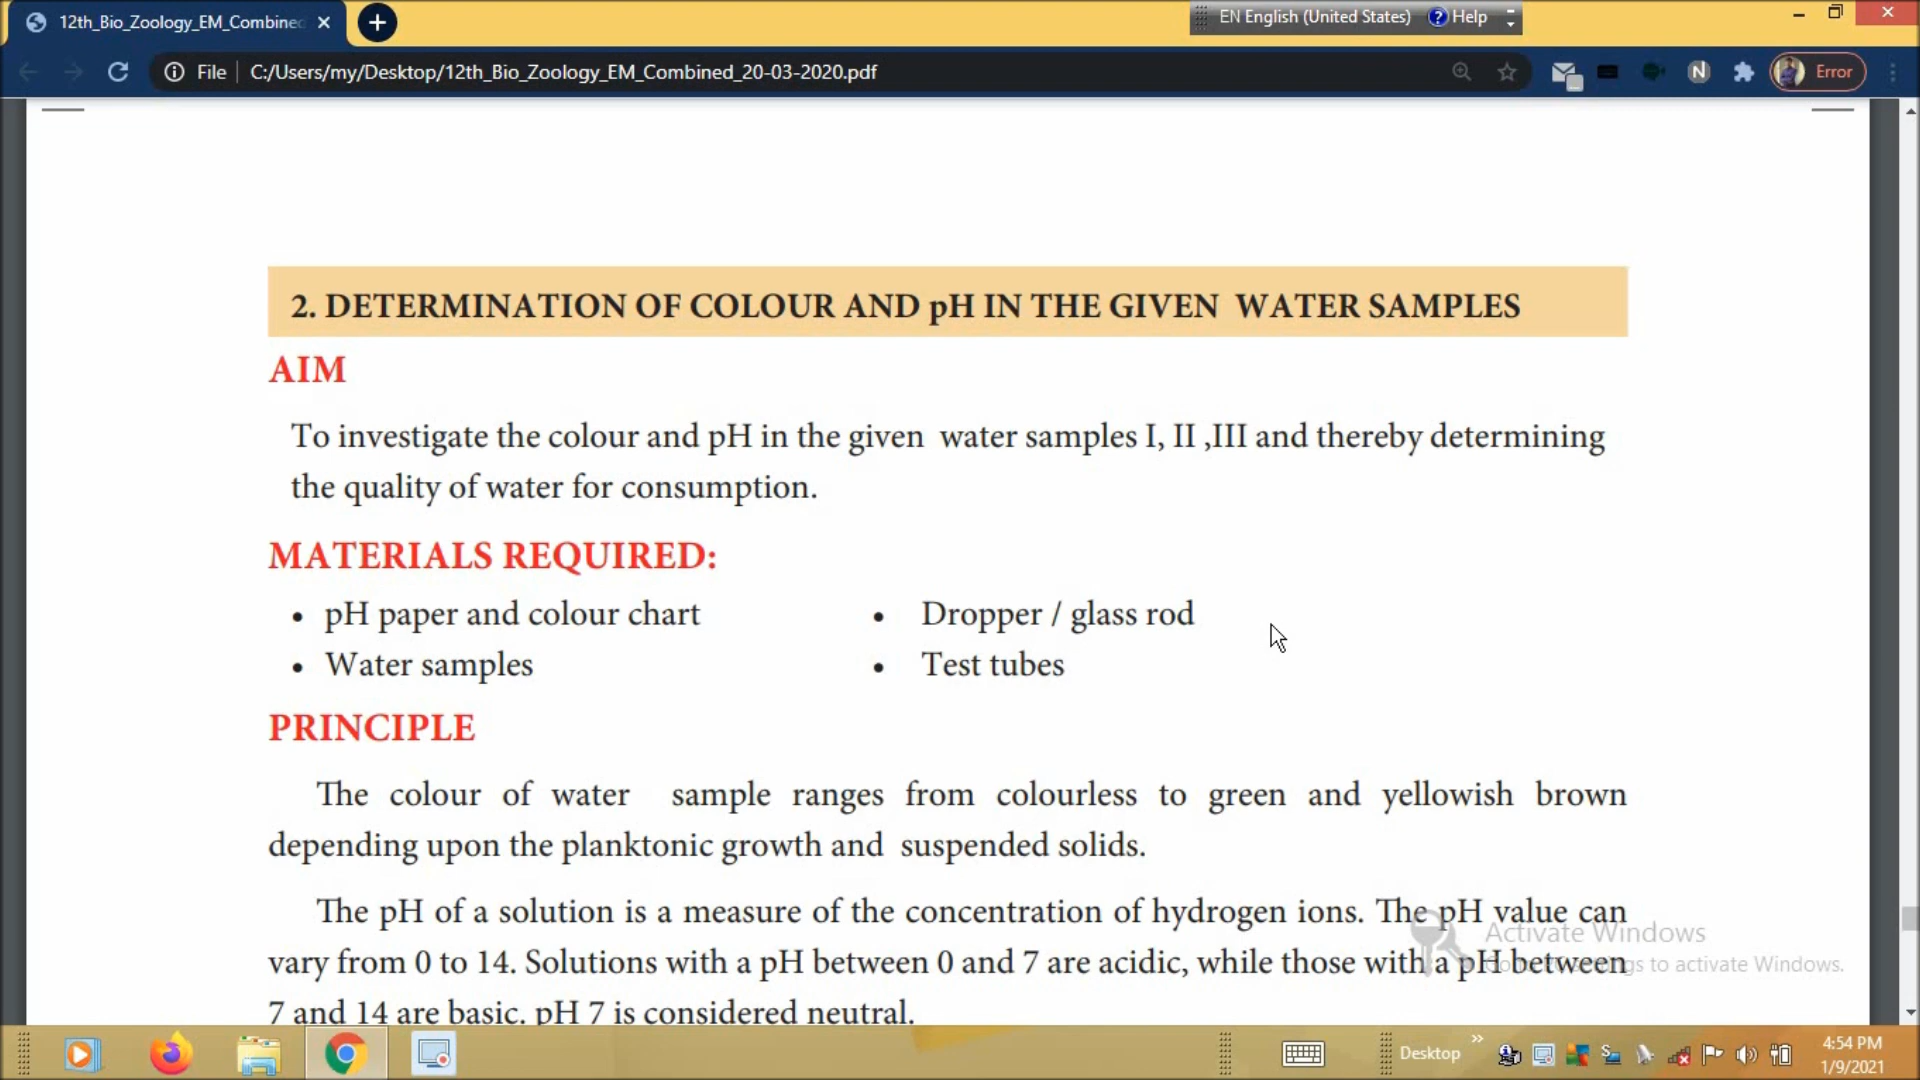 12th_Bio_Zoology_EM_Combine
EN English (United States) Help
File C:/Users/my/Desktop/12th_Bio_Zoology_EM_Combined_20-03-2020.pdf
N
Error
2. DETERMINATION OF COLOUR AND pH IN THE GIVEN WATER SAMPLES
AIM
To investigate the colour and pH in the given water samples I, II ,III and thereby determining
the quality of water for consumption.
MATERIALS REQUIRED:
• pH paper and colour chart
• Dropper / glass rod
• Water samples
• Test tubes
PRINCIPLE
The colour of water sample ranges from colourless to green and yellowish brown
depending upon the planktonic growth and suspended solids.
The pH of a solution is a measure of the concentration of hydrogen ions. The pH value can
vary from 0 to 14. Solutions with a pH between 0 and 7 are acidic, while those with a pH between
7 and 14 are basic. pH 7 is considered neutral.
Activate Windows
settings to activate Windows.
Desktop
4:54 PM
1/9/2021